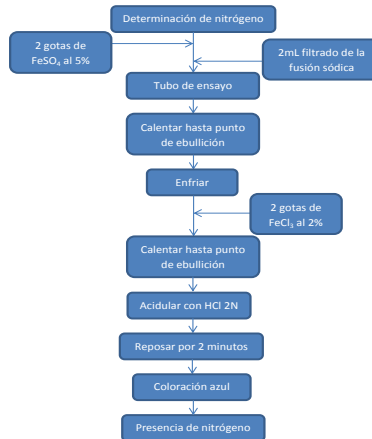 Determinación de nitrógeno
2 gotas de
FeSO₄ al 5%
2mL filtrado de la
fusión sódica
Tubo de ensayo
Calentar hasta punto
de ebullición
Enfriar
2 gotas de
FeCl₃ al 2%
Calentar hasta punto
de ebullición
Acidular con HCl 2N
Reposar por 2 minutos
Coloración azul
Presencia de nitrógeno